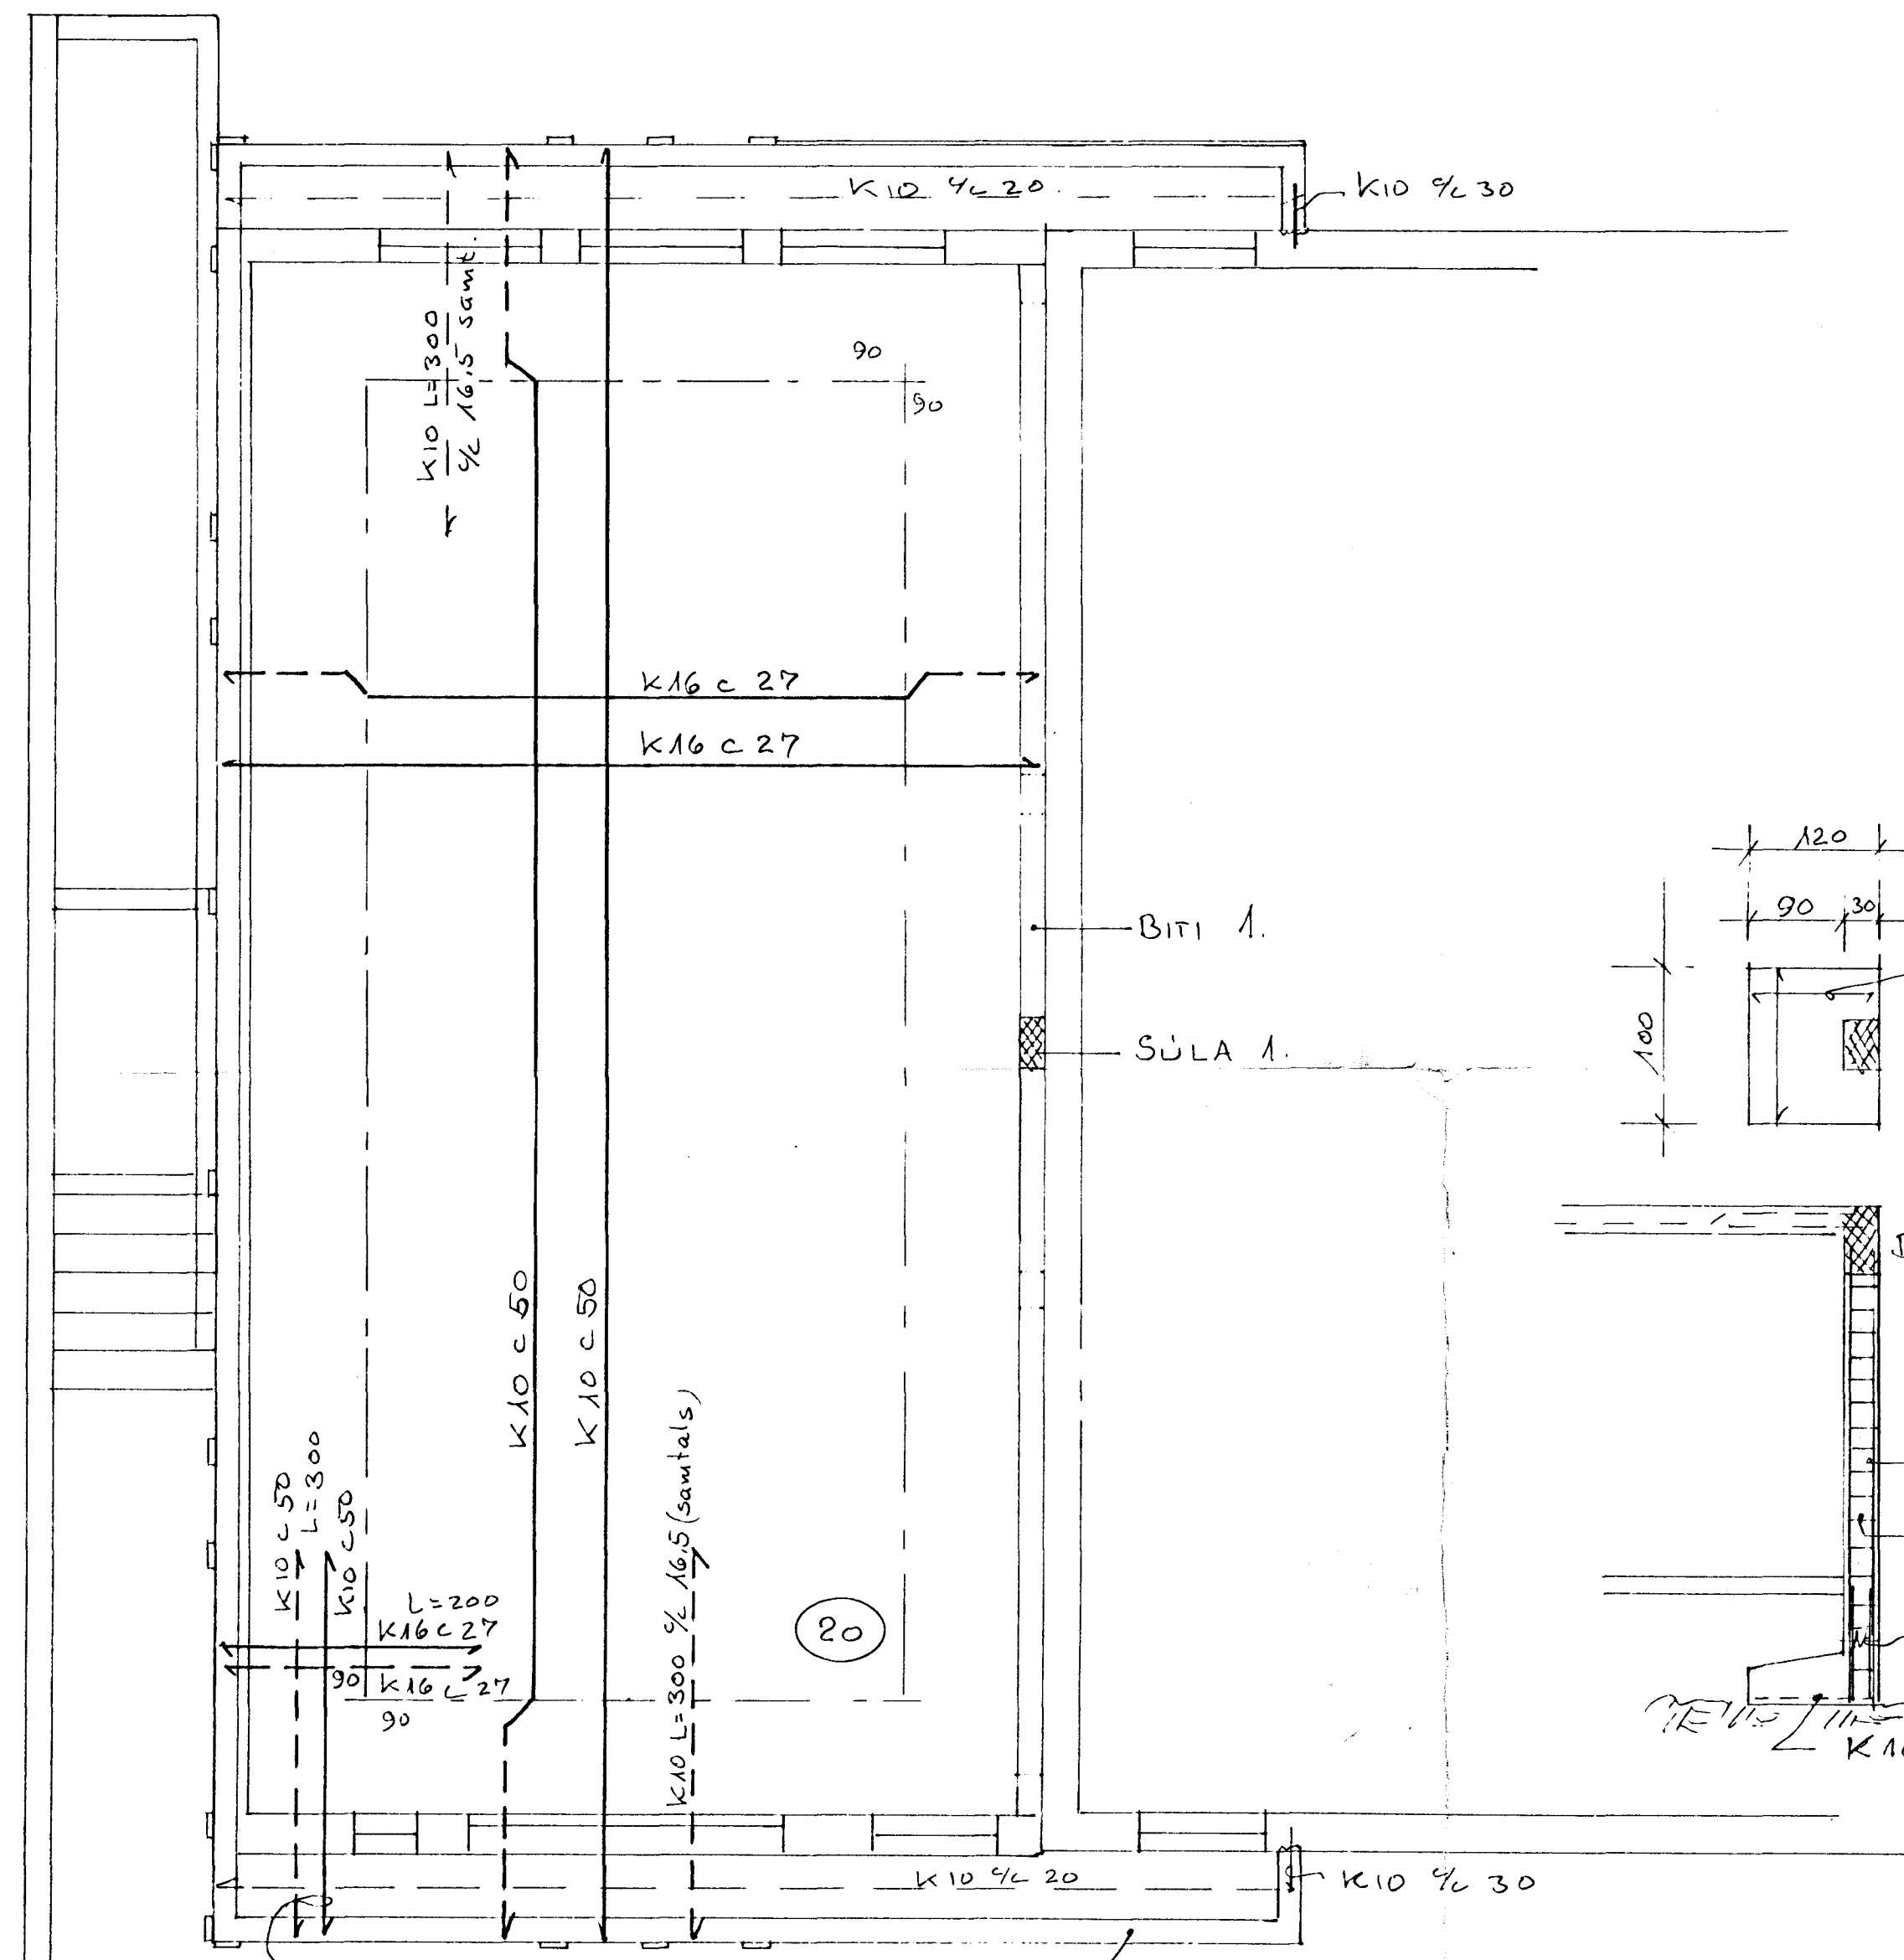 K10 c/c 20.
K10 c/c 30
K10 L=300
c/c 16,5 samt.
90
90
K16 c 27
K16 c 27
120
90
30
BITI 1.
100
SÚLA 1.
K10 c 50
K10 c 50
K10 L=300 c/c 16,5 (samtals)
K10 c 50
L=300
K10 c 50
L=200
K16 c 27
90
K16 c 27
90
20
K10 c/c 20
K10 c/c 30